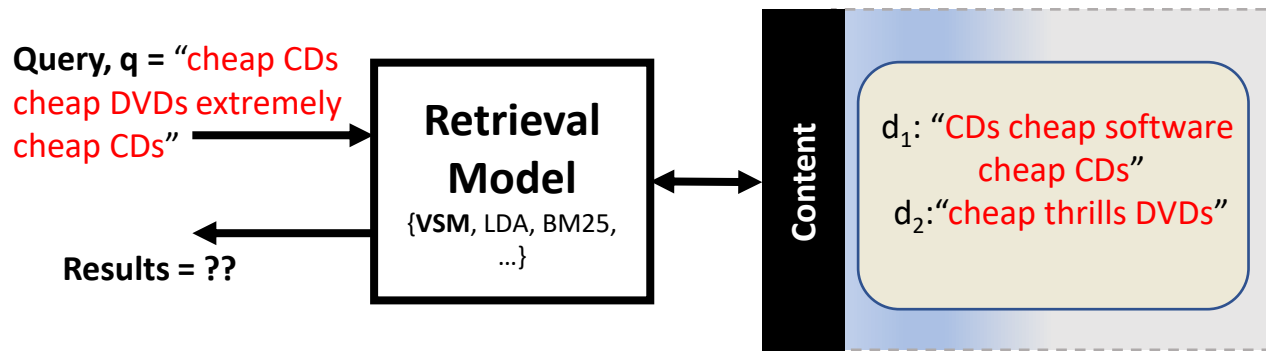 Query, q = “cheap CDs
cheap DVDs extremely
cheap CDs”
Results = ??
Retrieval
Model
{VSM, LDA, BM25,
…}
Content
d₁: “CDs cheap software
cheap CDs”
d₂:“cheap thrills DVDs”